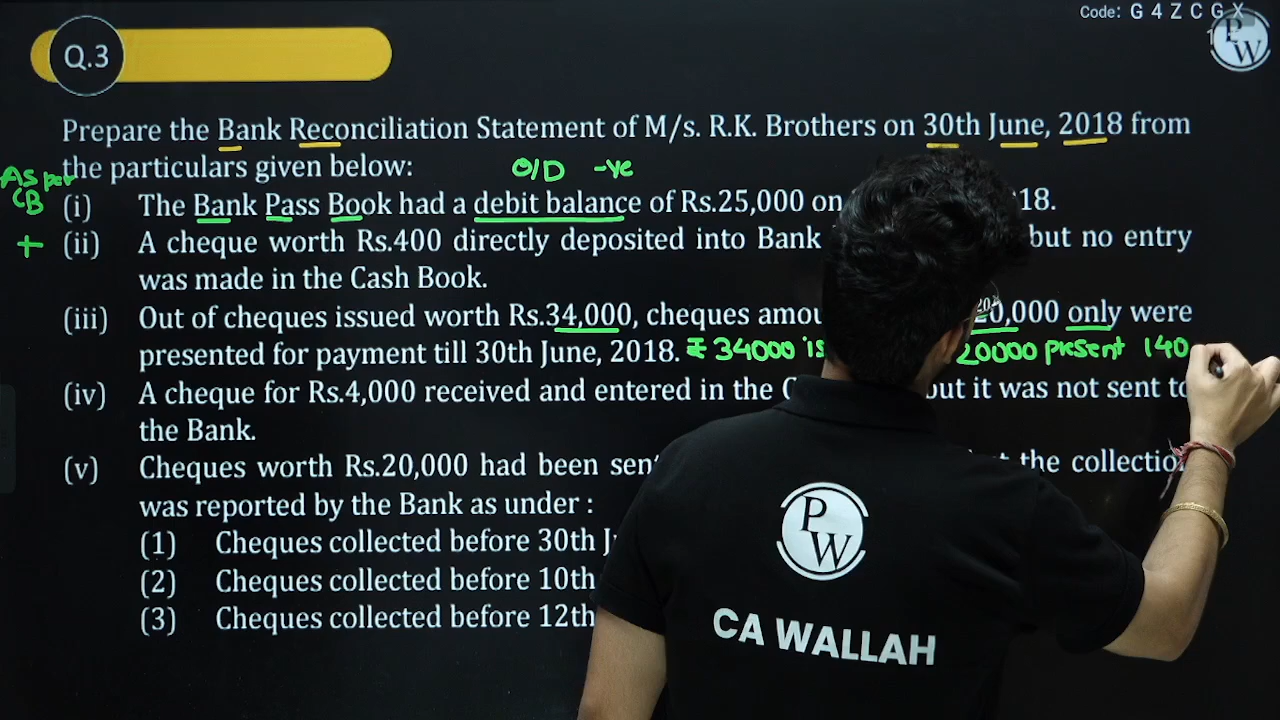 Code: G 4 Z C G X
P W
Q.3
Prepare the Bank Reconciliation Statement of M/s. R.K. Brothers on 30th June, 2018 from
the particulars given below: O/D -ve
As per
CB
(i) The Bank Pass Book had a debit balance of Rs.25,000 on 18.
+ (ii) A cheque worth Rs.400 directly deposited into Bank but no entry
was made in the Cash Book.
(iii) Out of cheques issued worth Rs.34,000, cheques 20,000 only were
presented for payment till 30th June, 2018. ₹ 34000 20000 present 140
(iv) A cheque for Rs.4,000 received and entered in the but it was not sent to
the Bank.
(v) Cheques worth Rs.20,000 had been the collection
was reported by the Bank as under :
(1) Cheques collected before 30th
(2) Cheques collected before 10th
(3) Cheques collected before 12th
P W
CA WALLAH